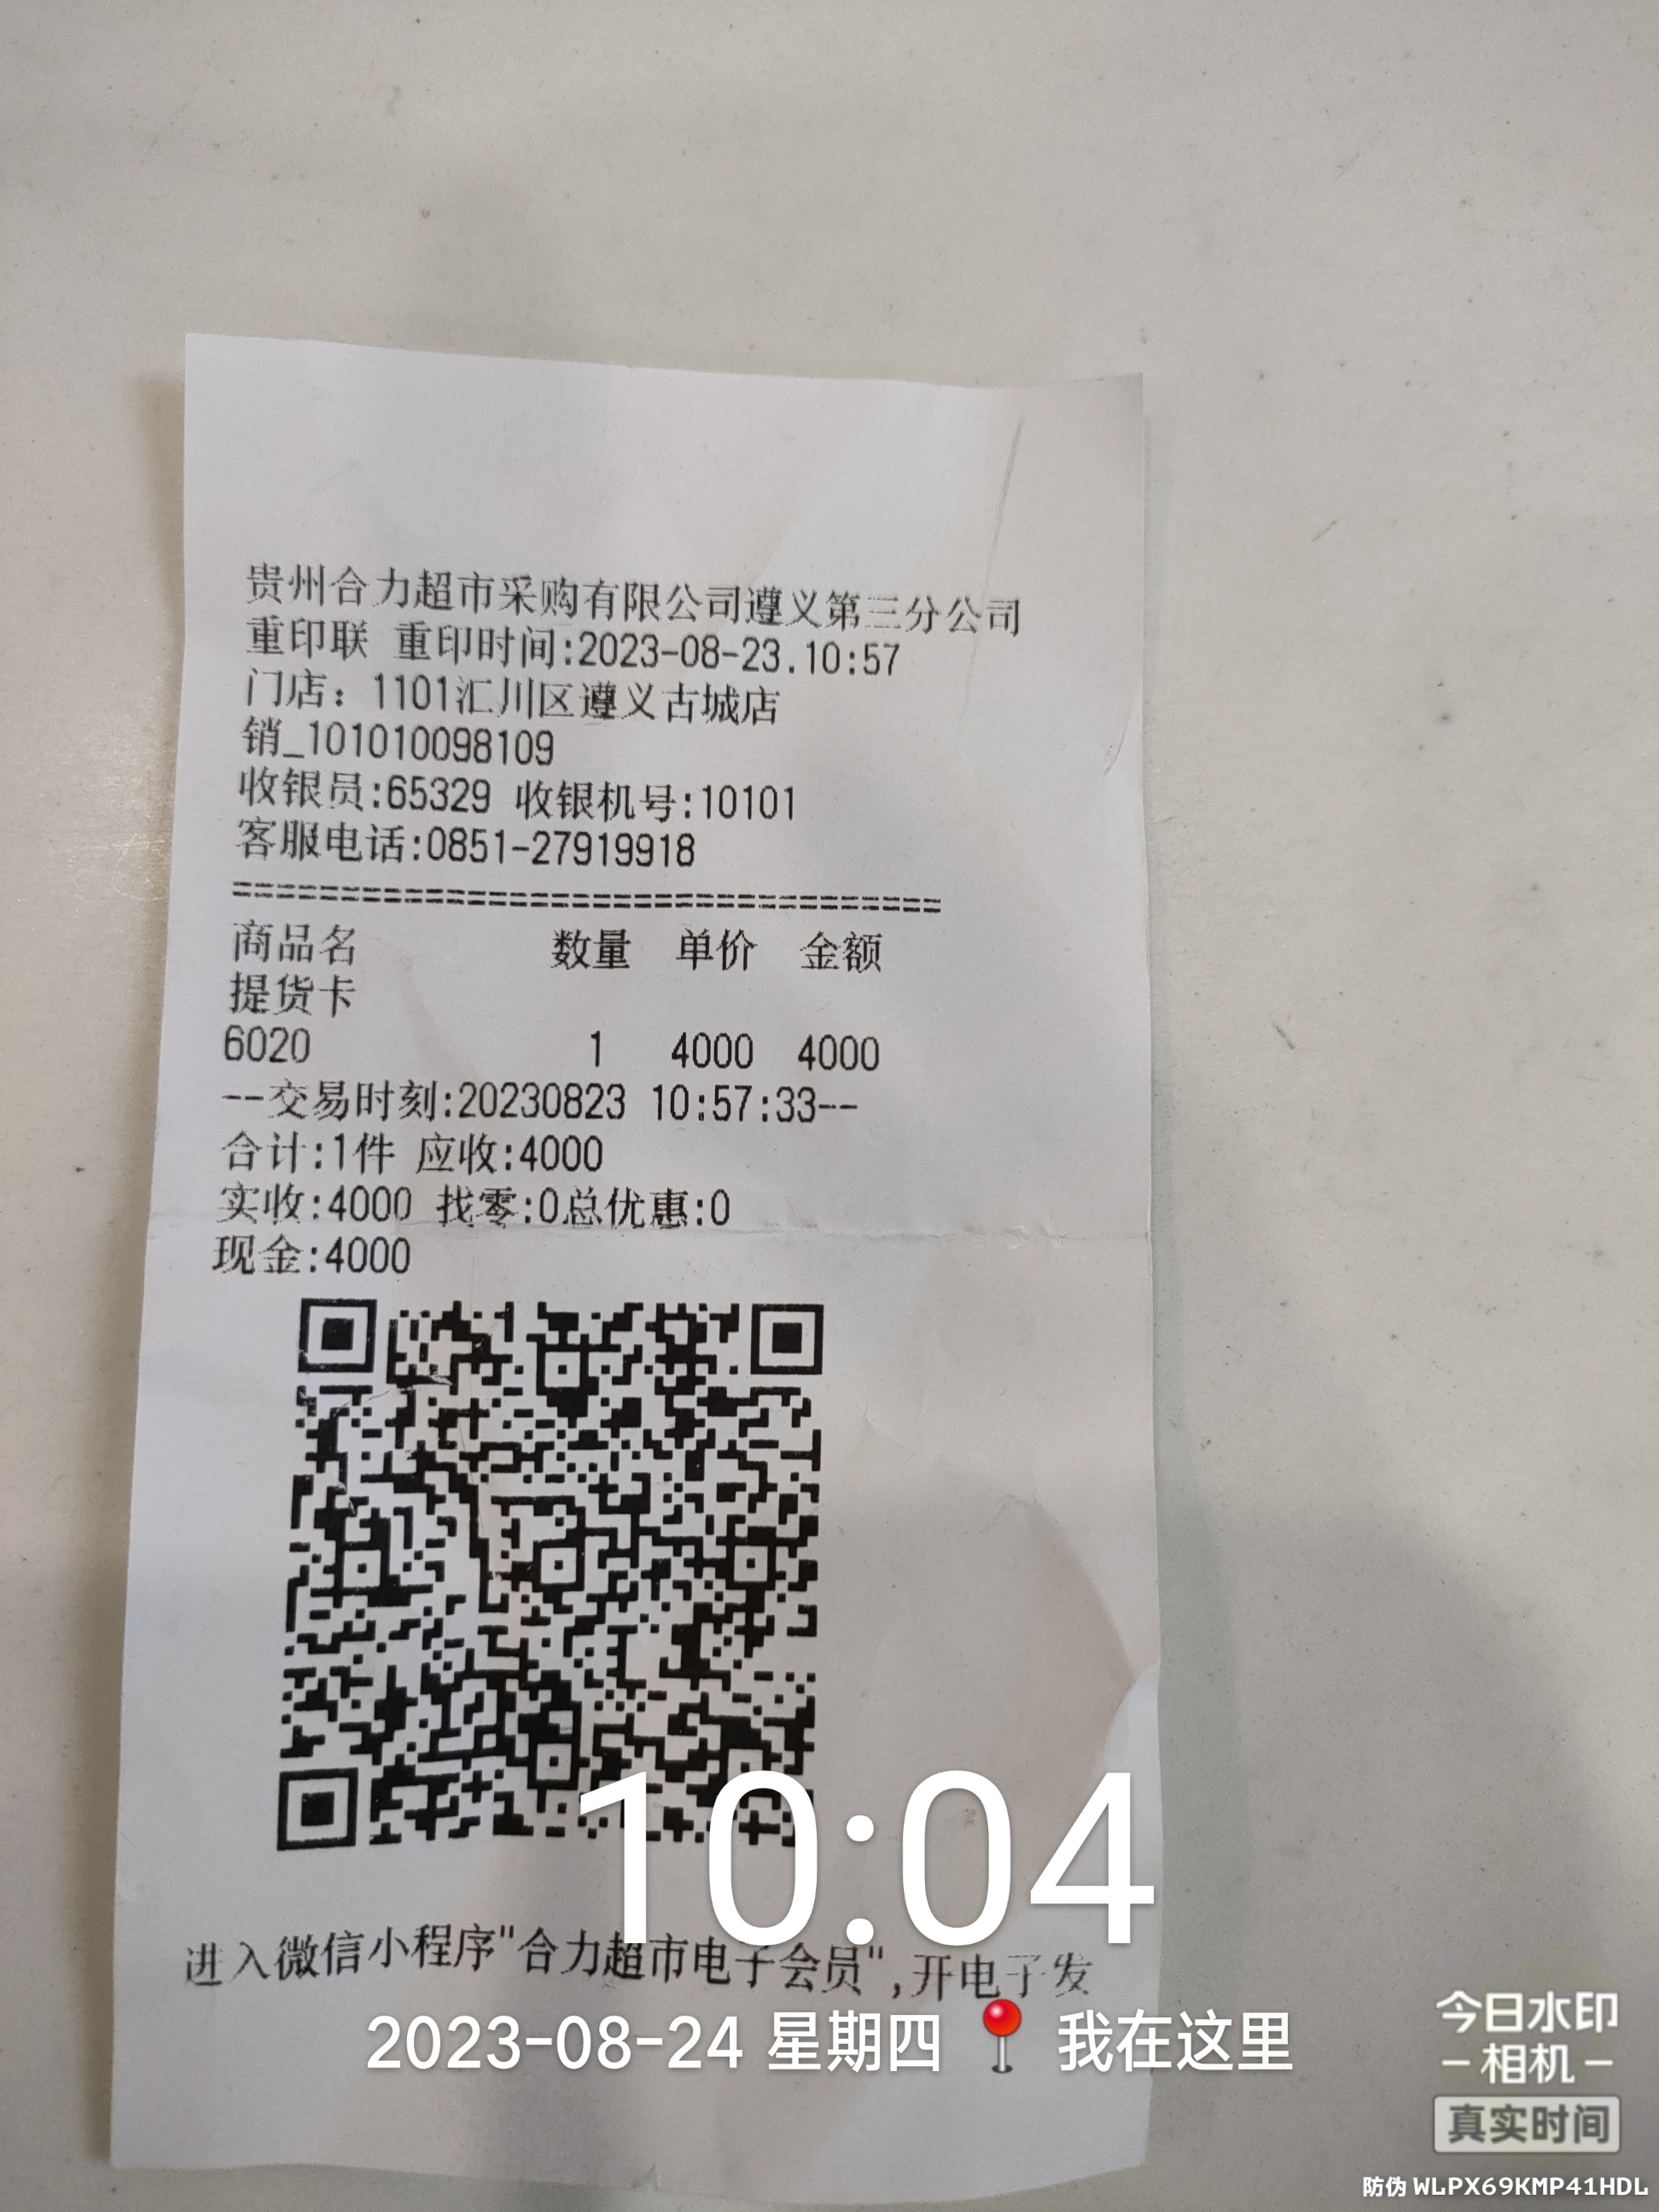 贵州合力超市采购有限公司遵义第三分公司
重印联 重印时间:2023-08-23.10:57
门店：1101汇川区遵义古城店
销_101010098109
收银员:65329 收银机号:10101
客服电话:0851-27919918
==================================
商品名 数量 单价 金额
提货卡
6020 1 4000 4000
--交易时刻:20230823 10:57:33--
合计:1件 应收:4000
实收:4000 找零:0总优惠:0
现金:4000
10:04
进入微信小程序"合力超市电子会员",开电子发
2023-08-24 星期四 📍 我在这里
今日水印
-相机-
真实时间
防伪 WLPX69KMP41HDL